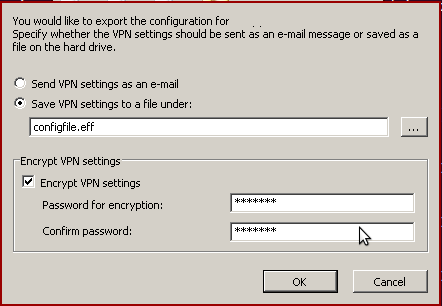 You would like to export the configuration for
Specify whether the VPN settings should be sent as an e-mail message or saved as a
file on the hard drive.
Send VPN settings as an e-mail
Save VPN settings to a file under:
configfile.eff
...
Encrypt VPN settings
Encrypt VPN settings
Password for encryption:
*******
Confirm password:
*******
OK
Cancel